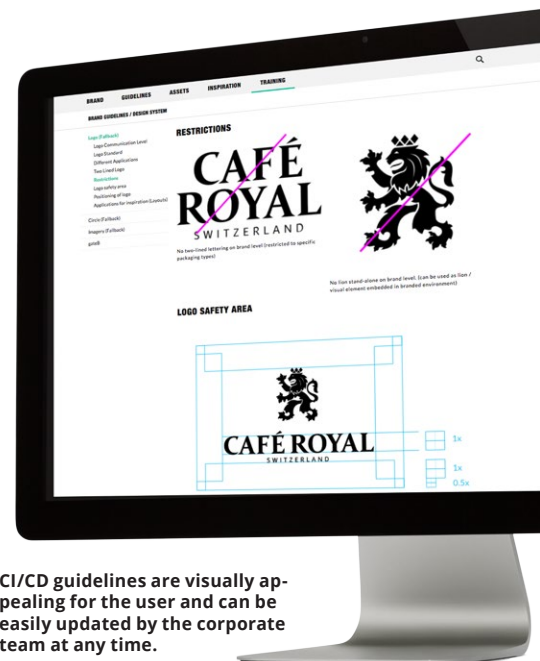 BRAND GUIDELINES ASSETS INSPIRATION TRAINING
BRAND GUIDELINES / DESIGN SYSTEM
Logo (Fallback)
Logo Communication Level
Logo Standard
Different Applications
Two Lined Logo
Restrictions
Logo safety area
Positioning of logo
Applications for inspiration (Layouts)
Circle (Fallback)
Imagery (Fallback)
RESTRICTIONS
CAFÉ
ROYAL
SWITZERLAND
No two-lined lettering on brand level (restricted to specific
packaging types)
No lion stand-alone on brand level. (can be used as lion /
visual element embedded in branded environment)
LOGO SAFETY AREA
CAFÉ ROYAL
SWITZERLAND
1x
1x
0.5x
CI/CD guidelines are visually ap-
pealing for the user and can be
easily updated by the corporate
team at any time.